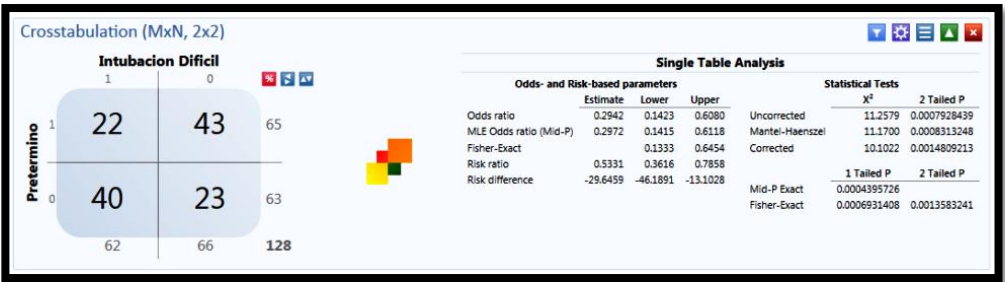 Crosstabulation (MxN, 2x2)
Intubacion Dificil
1 0
Pretermino
1 22 43 65
0 40 23 63
62 66 128
Single Table Analysis
Odds- and Risk-based parameters
Estimate Lower Upper
Odds ratio 0.2942 0.1423 0.6080
MLE Odds ratio (Mid-P) 0.2972 0.1415 0.6118
Fisher-Exact 0.1333 0.6454
Risk ratio 0.5331 0.3616 0.7858
Risk difference -29.6459 -46.1891 -13.1028
Statistical Tests
X² 2 Tailed P
Uncorrected 11.2579 0.0007928439
Mantel-Haenszel 11.1700 0.0008313248
Corrected 10.1022 0.0014809213
1 Tailed P 2 Tailed P
Mid-P Exact 0.0004395726
Fisher-Exact 0.0006931408 0.0013583241